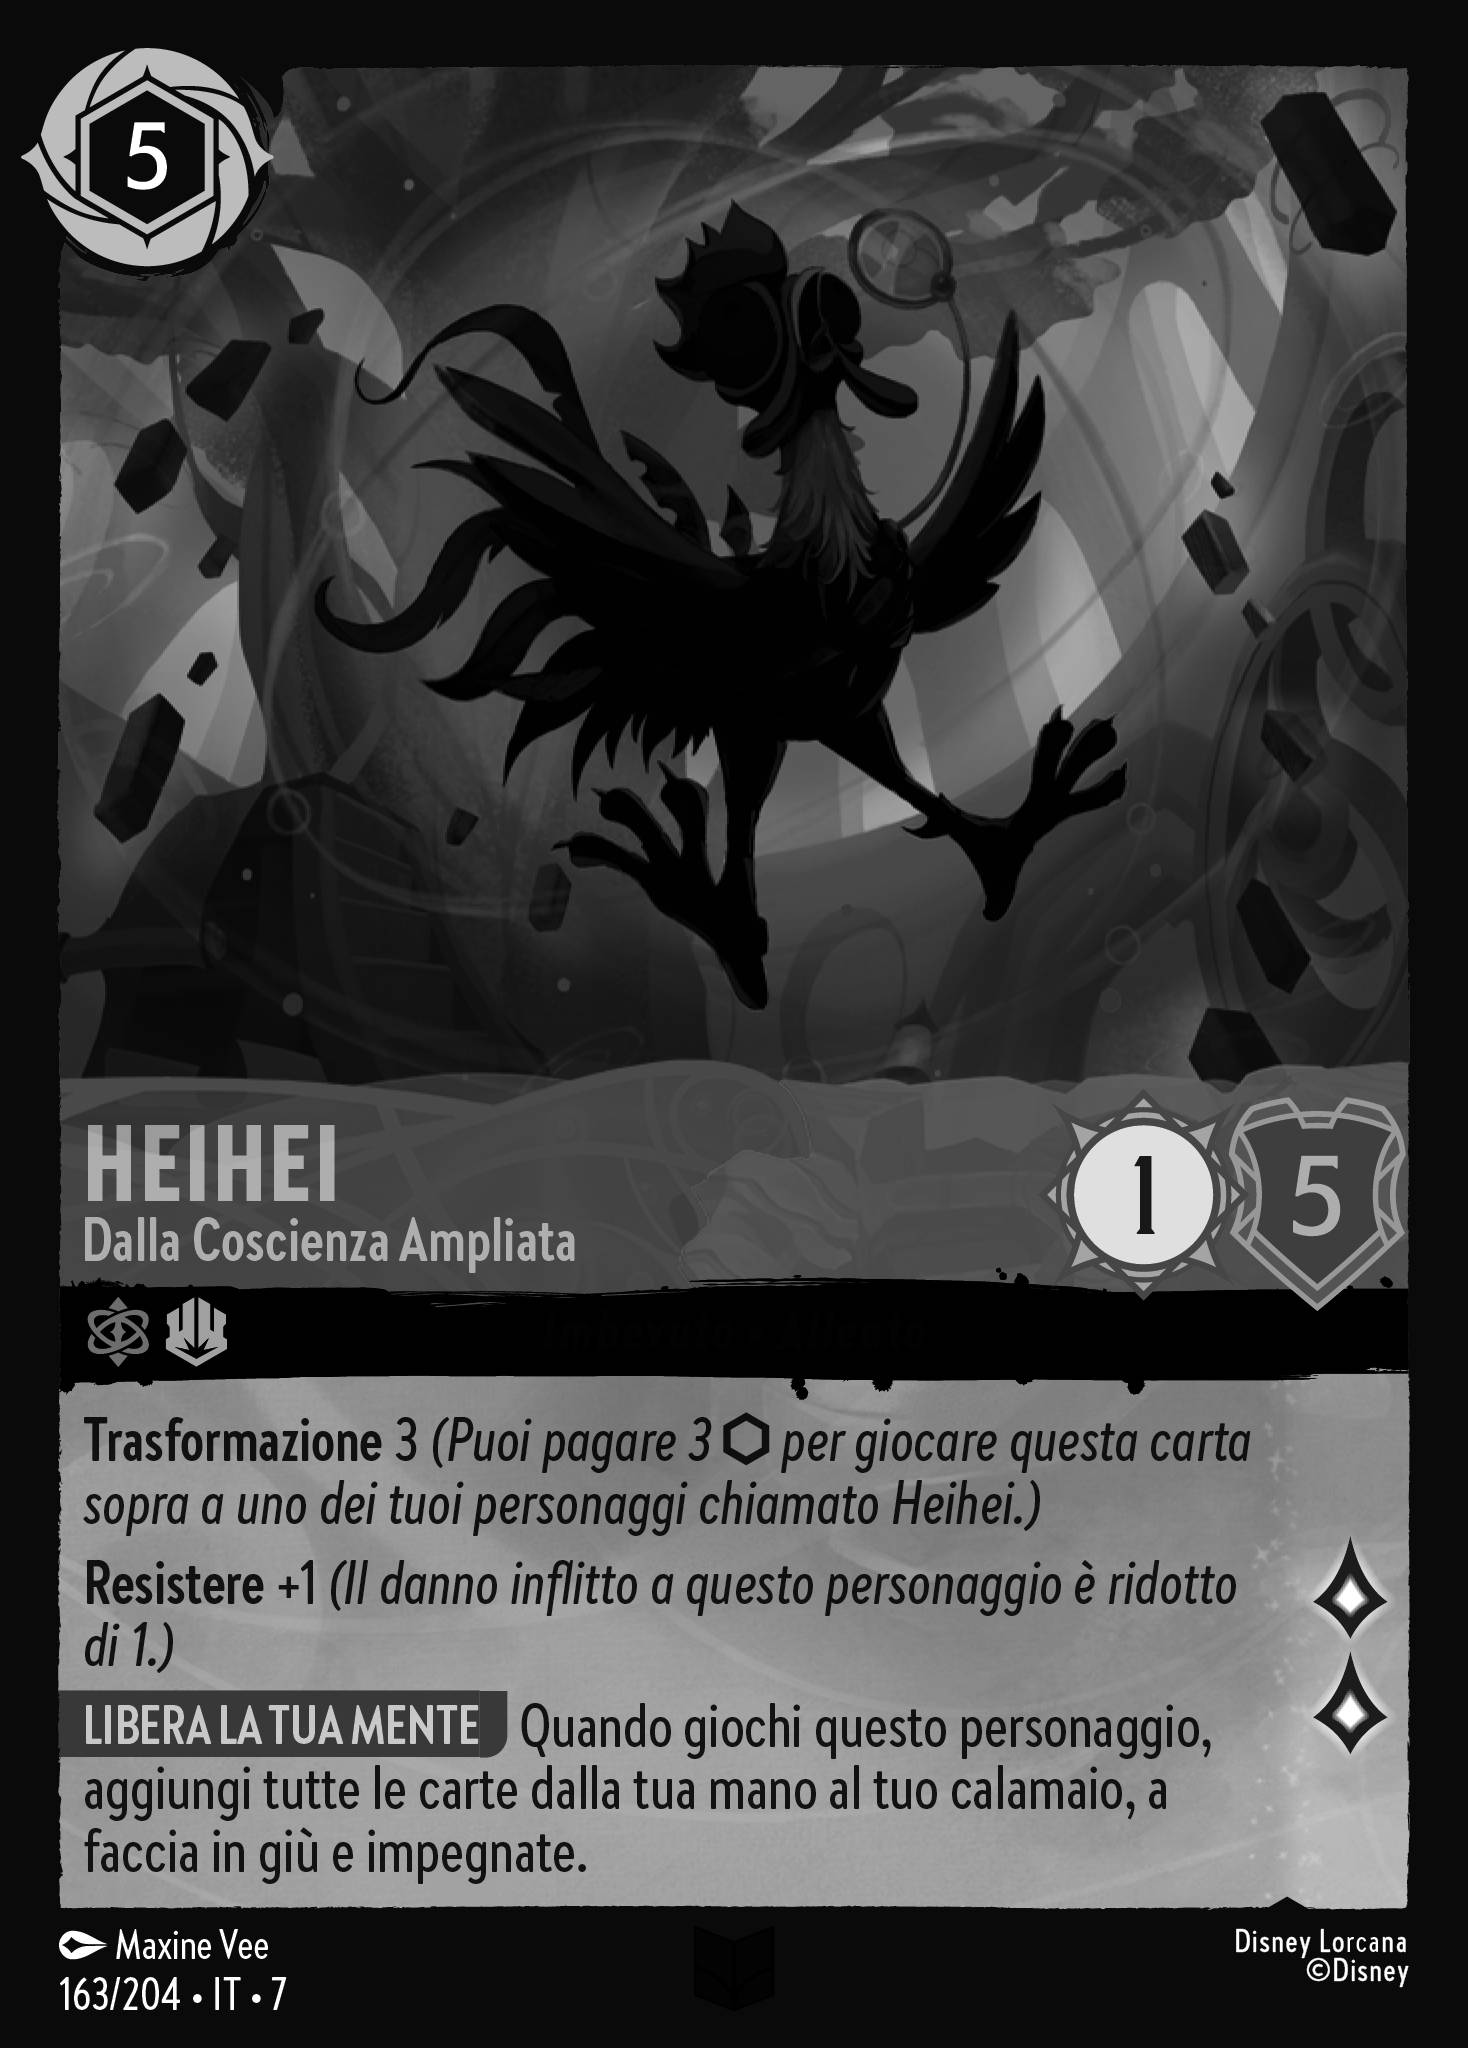 5
HEIHEI
Dalla Coscienza Ampliata
1
5
Imbevuto • Alleato
Trasformazione 3 (Puoi pagare 3 per giocare questa carta
sopra a uno dei tuoi personaggi chiamato Heihei.)
Resistere +1 (Il danno inflitto a questo personaggio è ridotto
di 1.)
LIBERA LA TUA MENTE Quando giochi questo personaggio,
aggiungi tutte le carte dalla tua mano al tuo calamaio, a
faccia in giù e impegnate.
Maxine Vee
Disney Lorcana
©Disney
163/204 • IT • 7